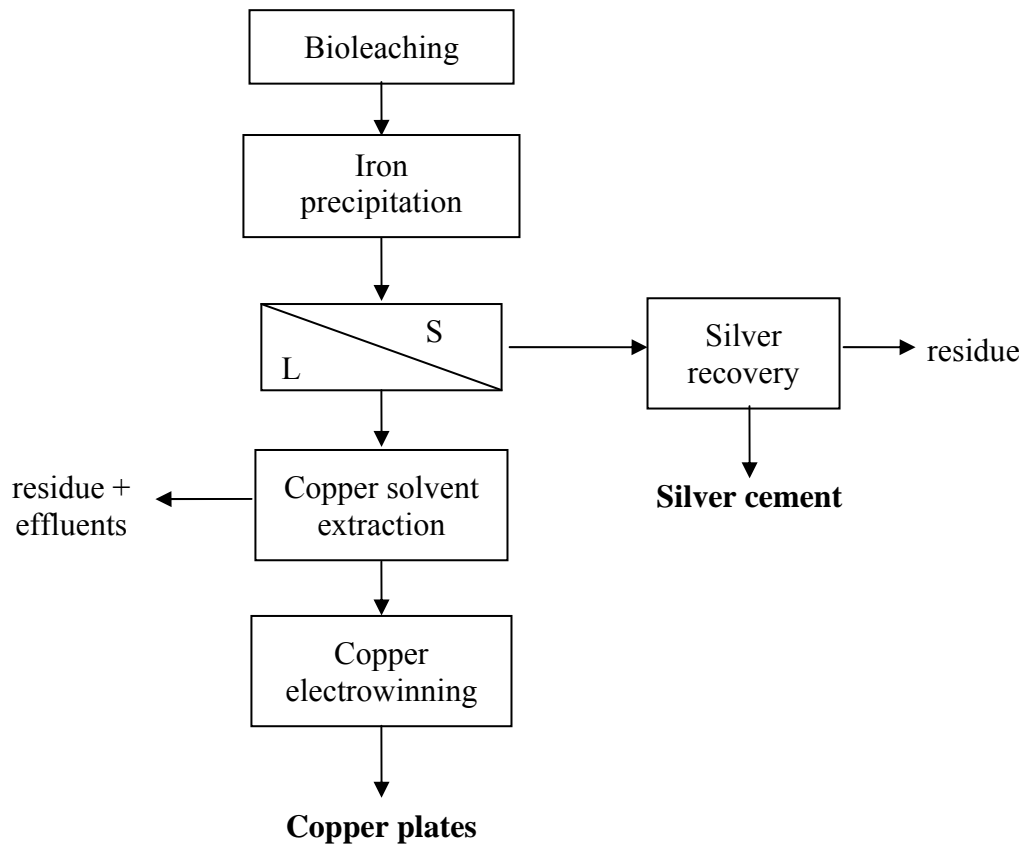 Bioleaching
Iron
precipitation
S
L
Silver
recovery
residue
Silver cement
residue +
effluents
Copper solvent
extraction
Copper
electrowinning
Copper plates